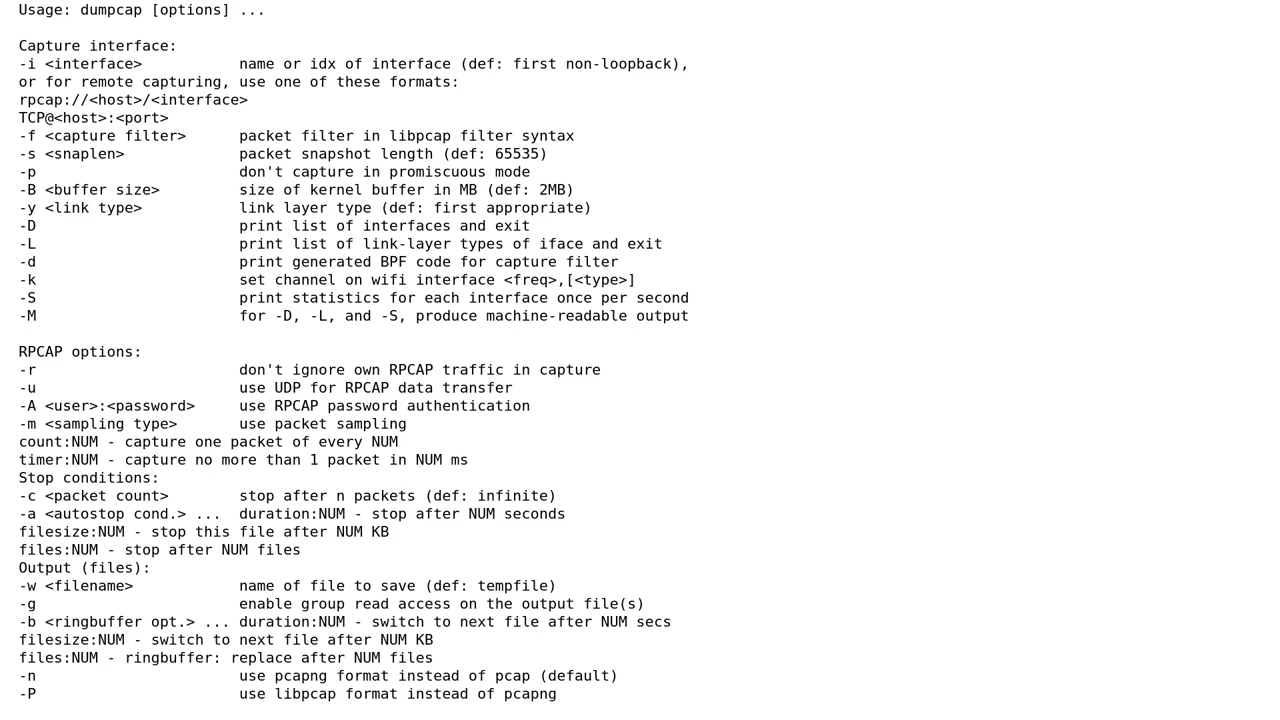 Usage: dumpcap [options] ...

Capture interface:
-i <interface>           name or idx of interface (def: first non-loopback),
or for remote capturing, use one of these formats:
rpcap://<host>/<interface>
TCP@<host>:<port>
-f <capture filter>      packet filter in libpcap filter syntax
-s <snaplen>             packet snapshot length (def: 65535)
-p                       don't capture in promiscuous mode
-B <buffer size>         size of kernel buffer in MB (def: 2MB)
-y <link type>           link layer type (def: first appropriate)
-D                       print list of interfaces and exit
-L                       print list of link-layer types of iface and exit
-d                       print generated BPF code for capture filter
-k                       set channel on wifi interface <freq>,[<type>]
-S                       print statistics for each interface once per second
-M                       for -D, -L, and -S, produce machine-readable output

RPCAP options:
-r                       don't ignore own RPCAP traffic in capture
-u                       use UDP for RPCAP data transfer
-A <user>:<password>     use RPCAP password authentication
-m <sampling type>       use packet sampling
count:NUM - capture one packet of every NUM
timer:NUM - capture no more than 1 packet in NUM ms
Stop conditions:
-c <packet count>        stop after n packets (def: infinite)
-a <autostop cond.> ...  duration:NUM - stop after NUM seconds
filesize:NUM - stop this file after NUM KB
files:NUM - stop after NUM files
Output (files):
-w <filename>            name of file to save (def: tempfile)
-g                       enable group read access on the output file(s)
-b <ringbuffer opt.> ... duration:NUM - switch to next file after NUM secs
filesize:NUM - switch to next file after NUM KB
files:NUM - ringbuffer: replace after NUM files
-n                       use pcapng format instead of pcap (default)
-P                       use libpcap format instead of pcapng